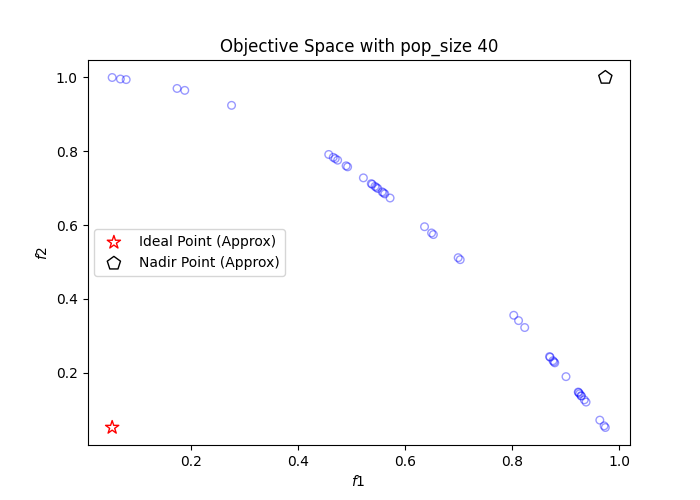 Objective Space with pop_size 40
1.0
0.8
0.6
0.4
0.2
f2
Ideal Point (Approx)
Nadir Point (Approx)
0.2 0.4 0.6 0.8 1.0
f1